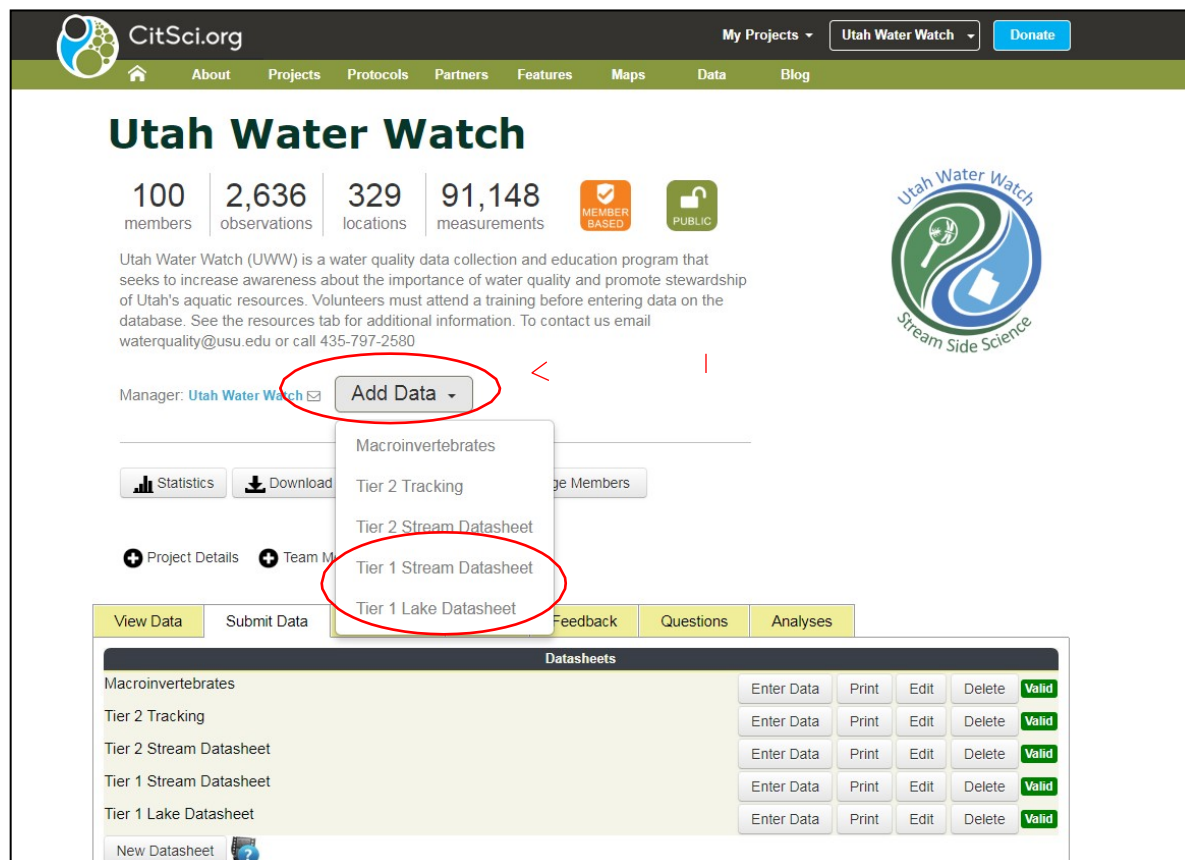 CitSci.org
My Projects
Utah Water Watch
Donate
About Projects Protocols Partners Features Maps Data Blog
Utah Water Watch
100 2,636 329 91,148
members observations locations measurements
MEMBER BASED
PUBLIC
Utah Water Watch
Stream Side Science
Utah Water Watch (UWW) is a water quality data collection and education program that
seeks to increase awareness about the importance of water quality and promote stewardship
of Utah's aquatic resources. Volunteers must attend a training before entering data on the
database. See the resources tab for additional information. To contact us email
waterquality@usu.edu or call 435-797-2580
Manager: Utah Water Watch
Add Data
Macroinvertebrates
Tier 2 Tracking
Tier 2 Stream Datasheet
Tier 1 Stream Datasheet
Tier 1 Lake Datasheet
Statistics Download ge Members
Project Details Team M
View Data Submit Data Feedback Questions Analyses
Datasheets
Macroinvertebrates Enter Data Print Edit Delete Valid
Tier 2 Tracking Enter Data Print Edit Delete Valid
Tier 2 Stream Datasheet Enter Data Print Edit Delete Valid
Tier 1 Stream Datasheet Enter Data Print Edit Delete Valid
Tier 1 Lake Datasheet Enter Data Print Edit Delete Valid
New Datasheet ?